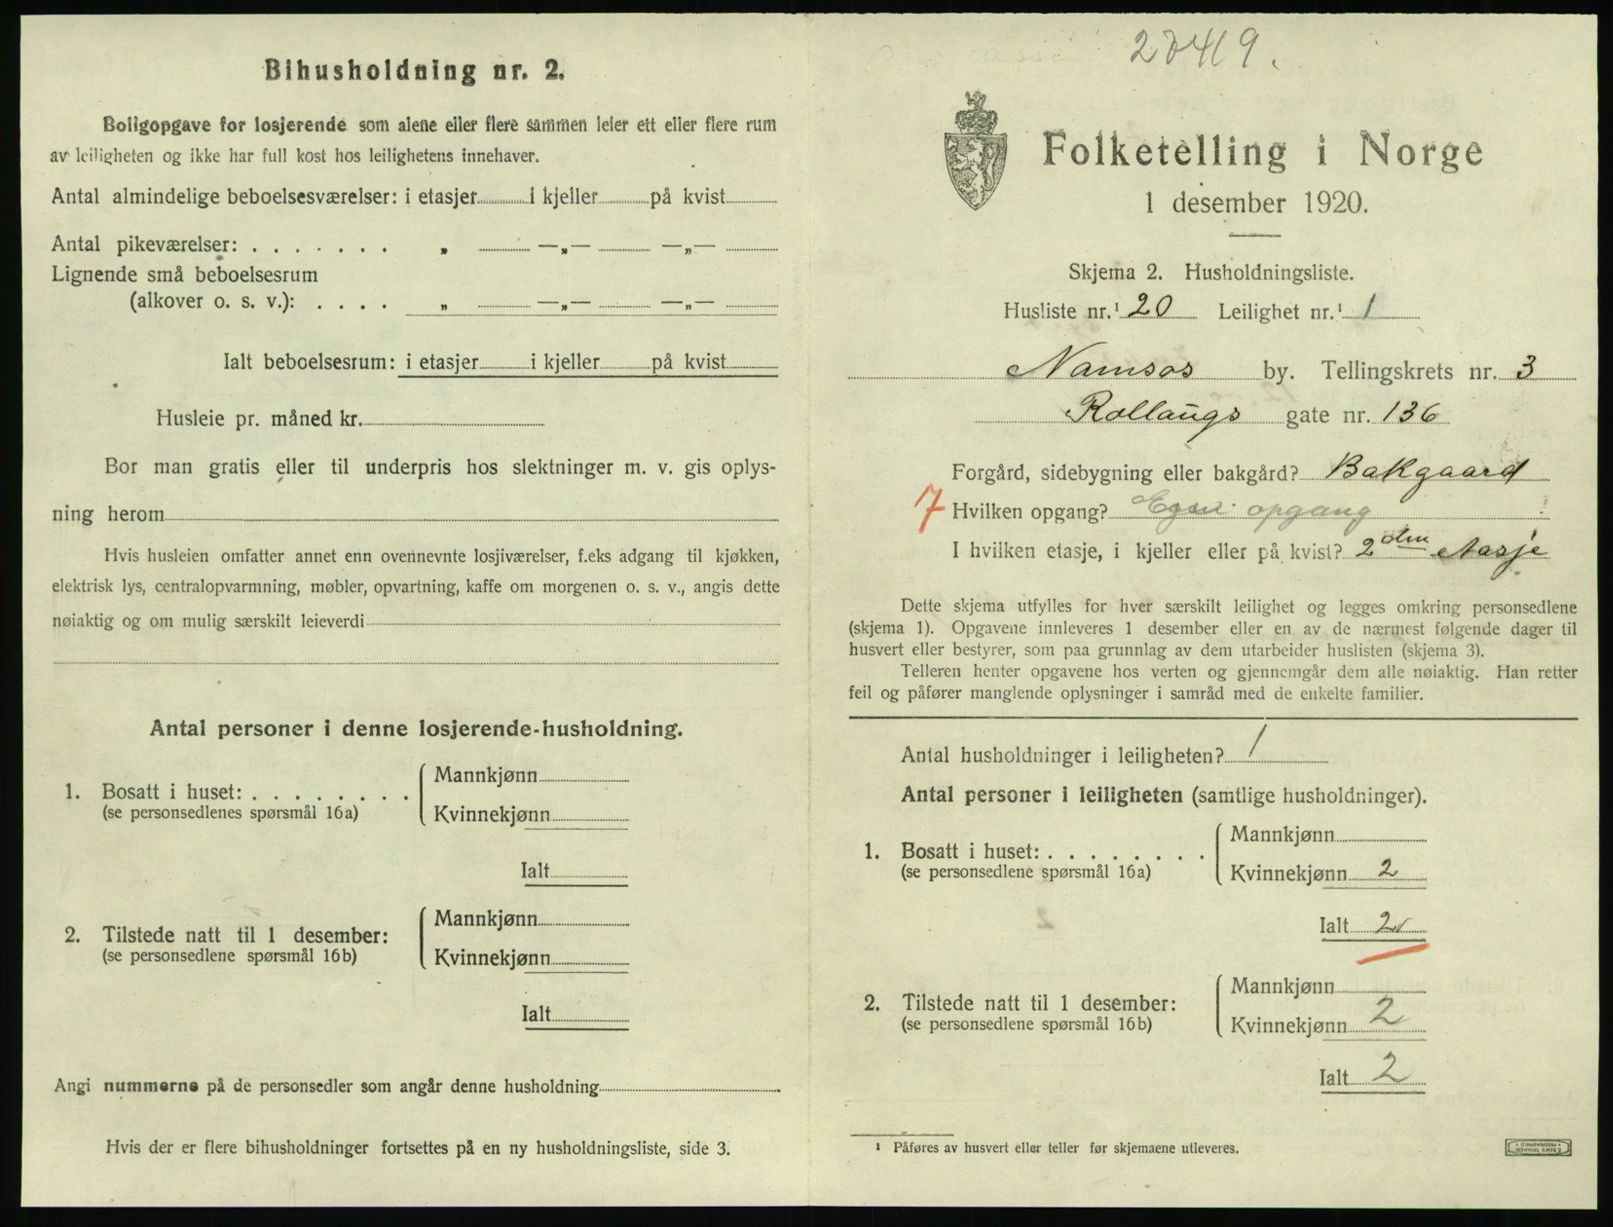 Bihusholdning nr. 2.
Boligopgave for losjerende som alene eller flere sammen leier ett eller flere rum
av leiligheten og ikke har full kost hos leilighetens innehaver.
Antal almindelige beboelsesværelser: i etasjer i kjeller på kvist
Antal pikeværelser: . . . . . . . „ —„— —„—
Lignende små beboelsesrum
(alkover o. s. v.): . . . . „ —„— —„—
Ialt beboelsesrum: i etasjer i kjeller på kvist
Husleie pr. måned kr.
Bor man gratis eller til underpris hos slektninger m. v. gis oplys-
ning herom
Hvis husleien omfatter annet enn ovennevnte losjiværelser, f.eks adgang til kjøkken,
elektrisk lys, centralopvarmning, møbler, opvartning, kaffe om morgenen o. s. v., angis dette
nøiaktig og om mulig særskilt leieverdi
Antal personer i denne losjerende-husholdning.
1. Bosatt i huset: . . . . . . . .
(se personsedlenes spørsmål 16a)
Mannkjønn
Kvinnekjønn
Ialt
2. Tilstede natt til 1 desember:
(se personsedlene spørsmål 16b)
Mannkjønn
Kvinnekjønn
Ialt
Angi nummerne på de personsedler som angår denne husholdning
Hvis der er flere bihusholdninger fortsettes på en ny husholdningsliste, side 3.
Folketelling i Norge
1 desember 1920.
Skjema 2. Husholdningsliste.
Husliste nr.¹ 20 Leilighet nr.¹ 1
Namsos by. Tellingskrets nr. 3
Rollaugs gate nr. 136
Forgård, sidebygning eller bakgård? Bakgaard
7 Hvilken opgang? Egen opgang
I hvilken etasje, i kjeller eller på kvist? 2den etasje
Dette skjema utfylles for hver særskilt leilighet og legges omkring personsedlene
(skjema 1). Opgavene innleveres 1 desember eller en av de nærmest følgende dager til
husvert eller bestyrer, som paa grunnlag av dem utarbeider huslisten (skjema 3).
Telleren henter opgavene hos verten og gjennemgår dem alle nøiaktig. Han retter
feil og påfører manglende oplysninger i samråd med de enkelte familier.
Antal husholdninger i leiligheten? 1
Antal personer i leiligheten (samtlige husholdninger).
1. Bosatt i huset: . . . . . . . .
(se personsedlene spørsmål 16a)
Mannkjønn
Kvinnekjønn 2
Ialt 2
2. Tilstede natt til 1 desember:
(se personsedlene spørsmål 16b)
Mannkjønn
Kvinnekjønn 2
Ialt 2
¹ Påføres av husvert eller teller før skjemaene utleveres.